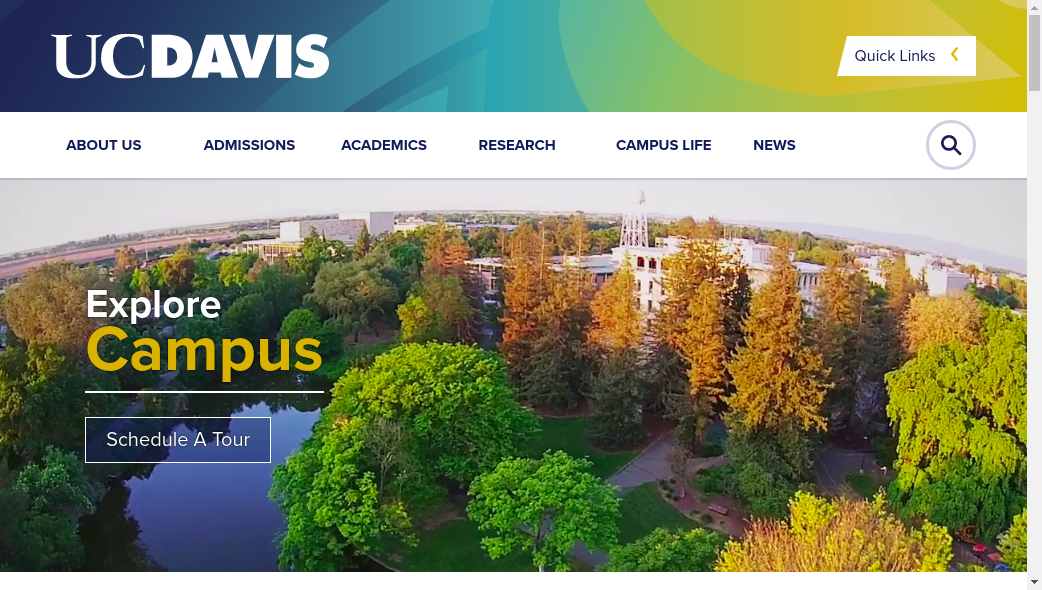 UCDAVIS
Quick Links
ABOUT US ADMISSIONS ACADEMICS RESEARCH CAMPUS LIFE NEWS
Explore
Campus
Schedule A Tour